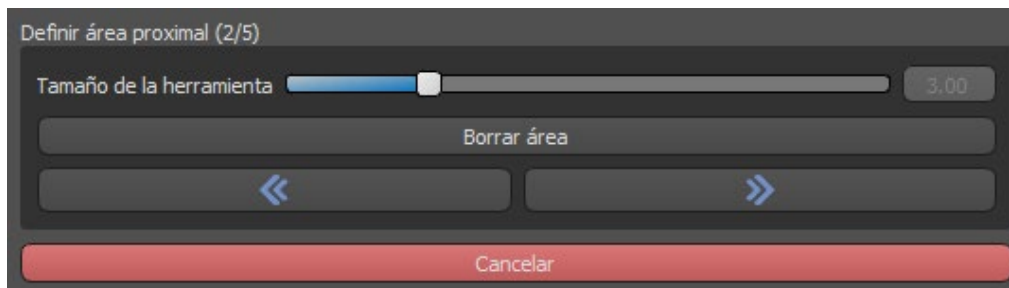 Definir área proximal (2/5)
Tamaño de la herramienta 3.00
Borrar área
Cancelar